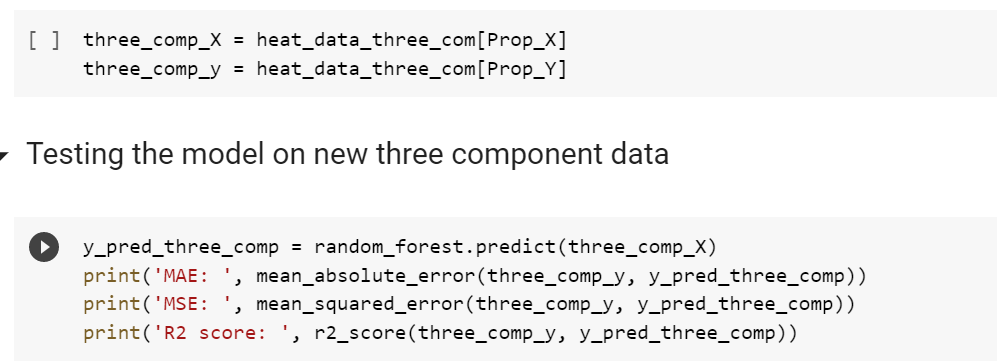 [ ] three_comp_X = heat_data_three_com[Prop_X]
three_comp_y = heat_data_three_com[Prop_Y]
Testing the model on new three component data
y_pred_three_comp = random_forest.predict(three_comp_X)
print('MAE: ', mean_absolute_error(three_comp_y, y_pred_three_comp))
print('MSE: ', mean_squared_error(three_comp_y, y_pred_three_comp))
print('R2 score: ', r2_score(three_comp_y, y_pred_three_comp))